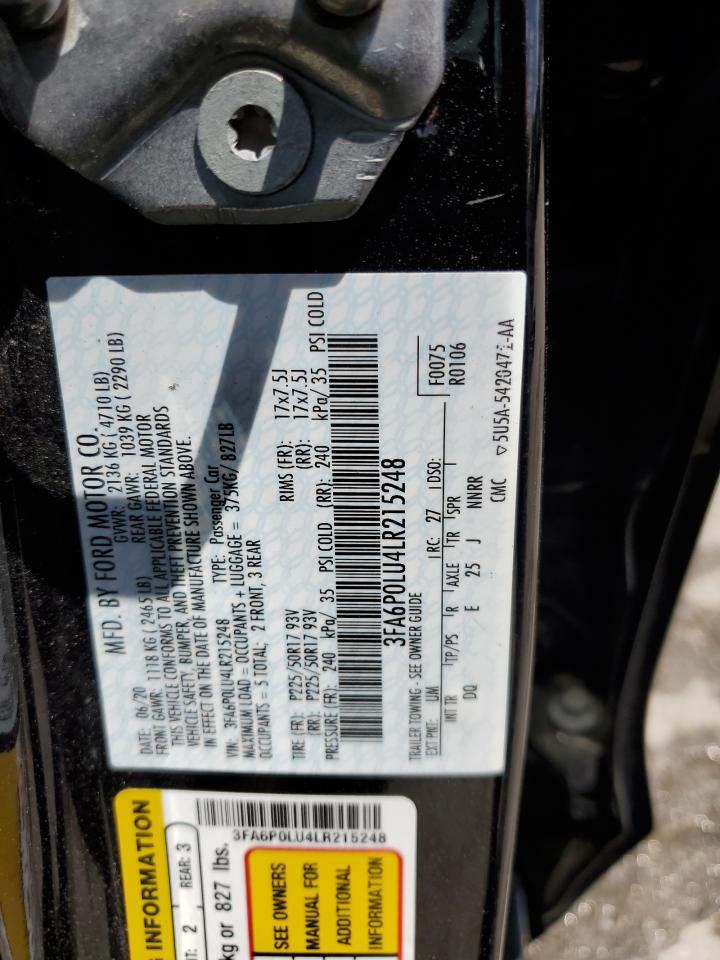 MFD. BY FORD MOTOR CO.
DATE: 06/20 GVWR: 2136 KG ( 4710 LB)
FRONT GAWR: 1118 KG ( 2465 LB) REAR GAWR: 1039 KG ( 2290 LB)
THIS VEHICLE CONFORMS TO ALL APPLICABLE FEDERAL MOTOR
VEHICLE SAFETY, BUMPER, AND THEFT PREVENTION STANDARDS
IN EFFECT ON THE DATE OF MANUFACTURE SHOWN ABOVE.
VIN: 3FA6P0LU4LR215248 TYPE: Passenger Car
MAXIMUM LOAD = OCCUPANTS + LUGGAGE = 375KG/ 827LB
OCCUPANTS = 5 TOTAL; 2 FRONT, 3 REAR
TIRE (FR): P225/50R17 93V RIMS (FR): 17x7.5J
RR): P225/50R17 93V (RR): 17x7.5J
PRESSURE (FR): 240 kPa/ 35 PSI COLD (RR): 240 kPa/ 35 PSI COLD
3FA6P0LU4LR215248
TRAILER TOWING - SEE OWNER GUIDE
EXT PNT: UM RC: 27 DSO: F0075
R0106
INT TR TP/PS R AXLE TR SPR
DQ E 25 J NNRR
CMC 5U5A-5420472-AA
G INFORMATION
NT: 2 REAR: 3
kg or 827 lbs.
3FA6P0LU4LR215248
SEE OWNERS
MANUAL FOR
ADDITIONAL
INFORMATION